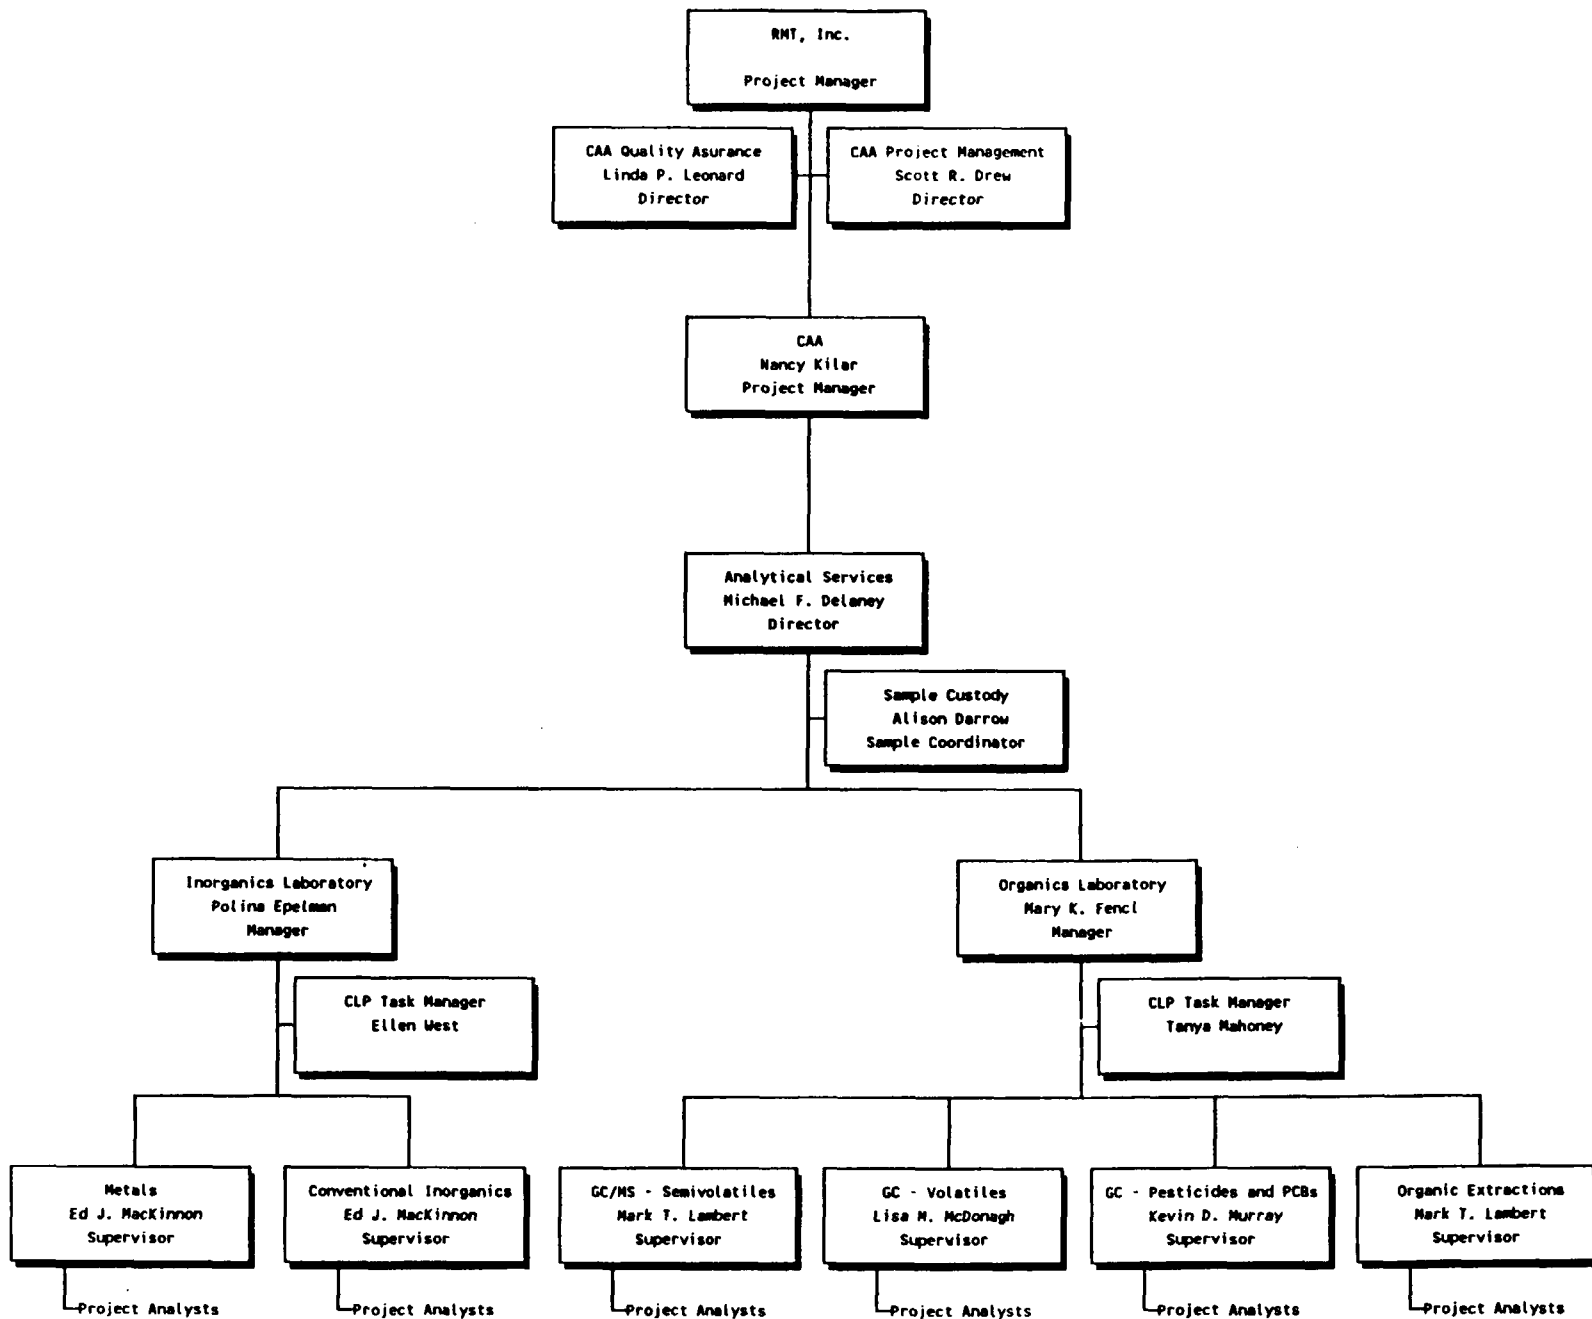 RMT, Inc.
Project Manager
CAA Quality Asurance
Linda P. Leonard
Director
CAA Project Management
Scott R. Drew
Director
CAA
Nancy Kilar
Project Manager
Analytical Services
Michael F. Delaney
Director
Sample Custody
Alison Darrow
Sample Coordinator
Inorganics Laboratory
Polina Epelman
Manager
Organics Laboratory
Mary K. Fencl
Manager
CLP Task Manager
Ellen West
CLP Task Manager
Tanya Mahoney
Metals
Ed J. MacKinnon
Supervisor
Conventional Inorganics
Ed J. MacKinnon
Supervisor
GC/MS - Semivolatiles
Mark T. Lambert
Supervisor
GC - Volatiles
Lisa M. McDonagh
Supervisor
GC - Pesticides and PCBs
Kevin D. Murray
Supervisor
Organic Extractions
Mark T. Lambert
Supervisor
Project Analysts
Project Analysts
Project Analysts
Project Analysts
Project Analysts
Project Analysts